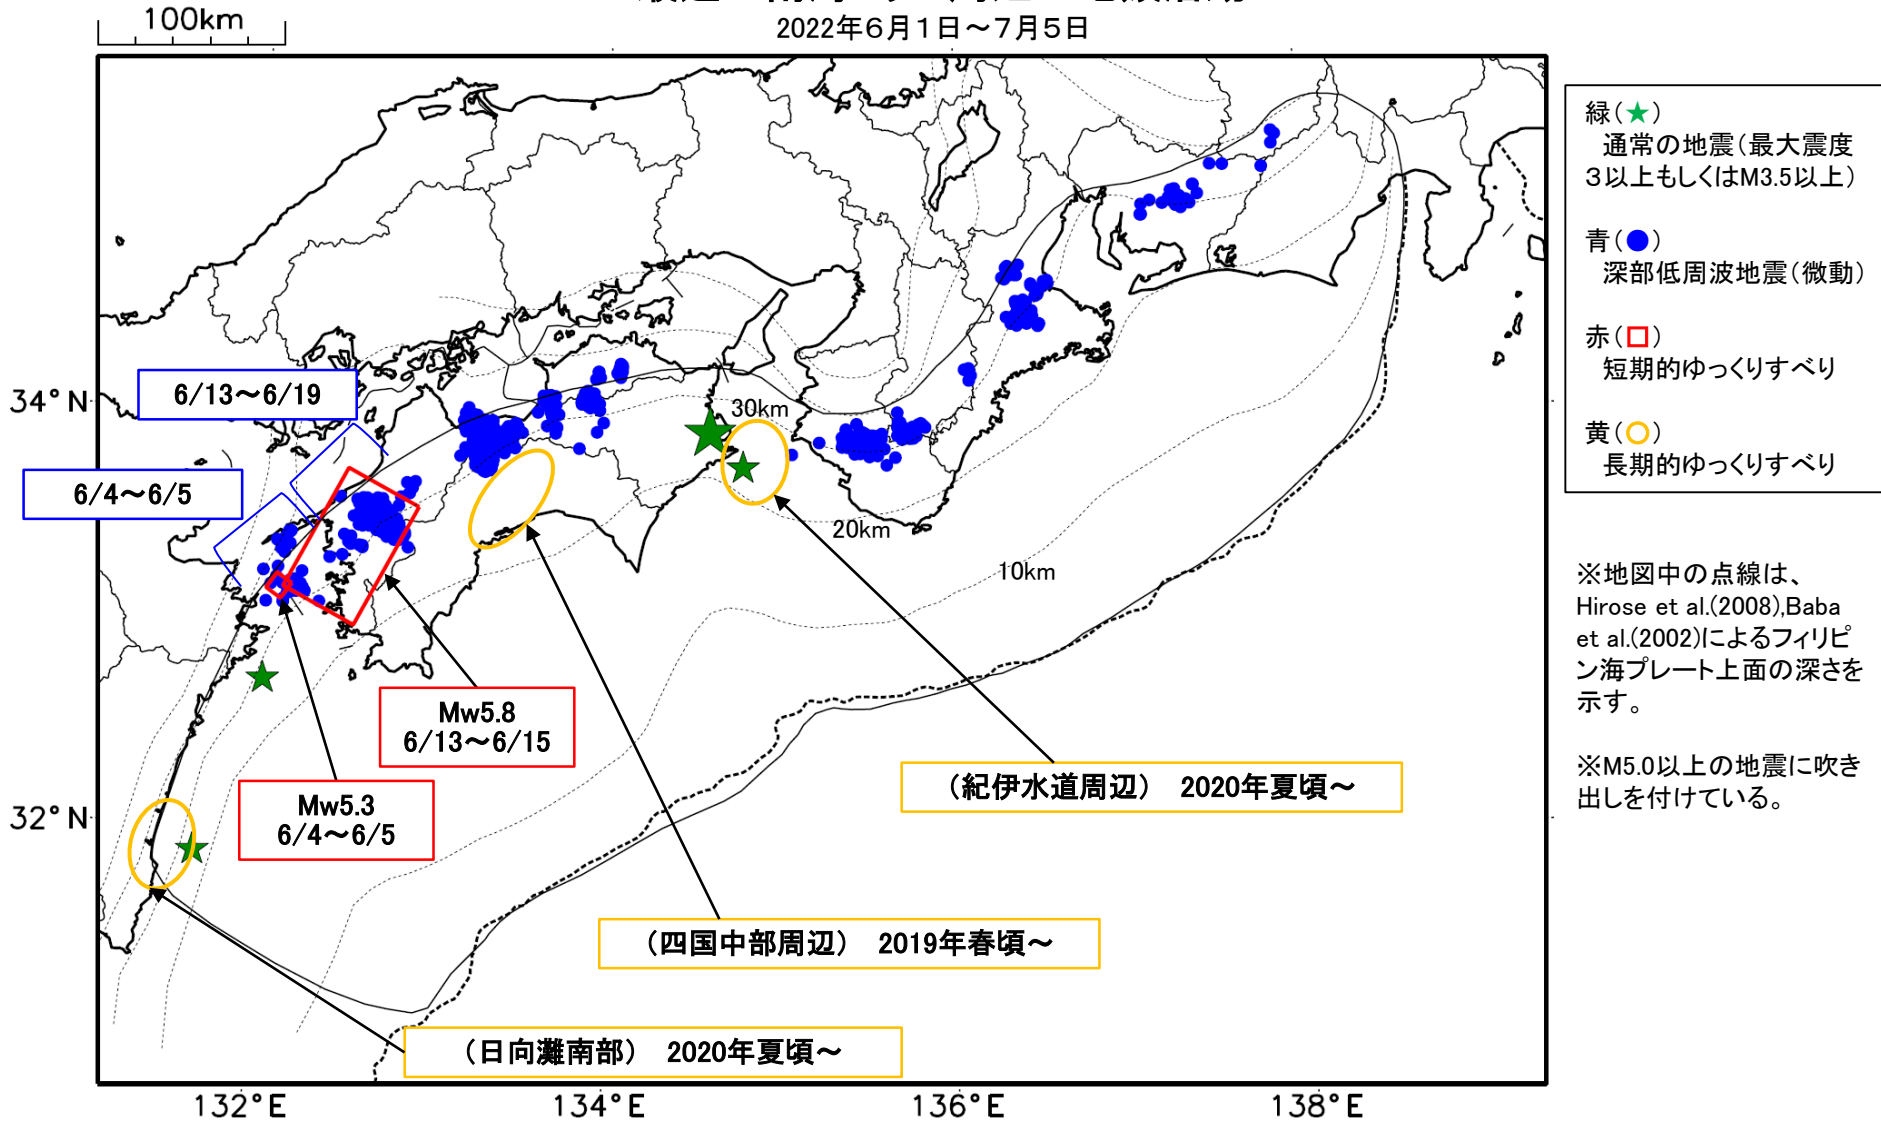 2022年6月1日～7月5日
100km
緑(★)
通常の地震(最大震度
3以上もしくはM3.5以上)
青(●)
深部低周波地震(微動)
赤(□)
短期的ゆっくりすべり
黄(○)
長期的ゆっくりすべり
※地図中の点線は、
Hirose et al.(2008),Baba
et al.(2002)によるフィリピ
ン海プレート上面の深さを
示す。
※M5.0以上の地震に吹き
出しを付けている。
34°N
32°N
6/13～6/19
6/4～6/5
30km
20km
10km
Mw5.8
6/13～6/15
Mw5.3
6/4～6/5
(紀伊水道周辺) 2020年夏頃～
(四国中部周辺) 2019年春頃～
(日向灘南部) 2020年夏頃～
132°E
134°E
136°E
138°E